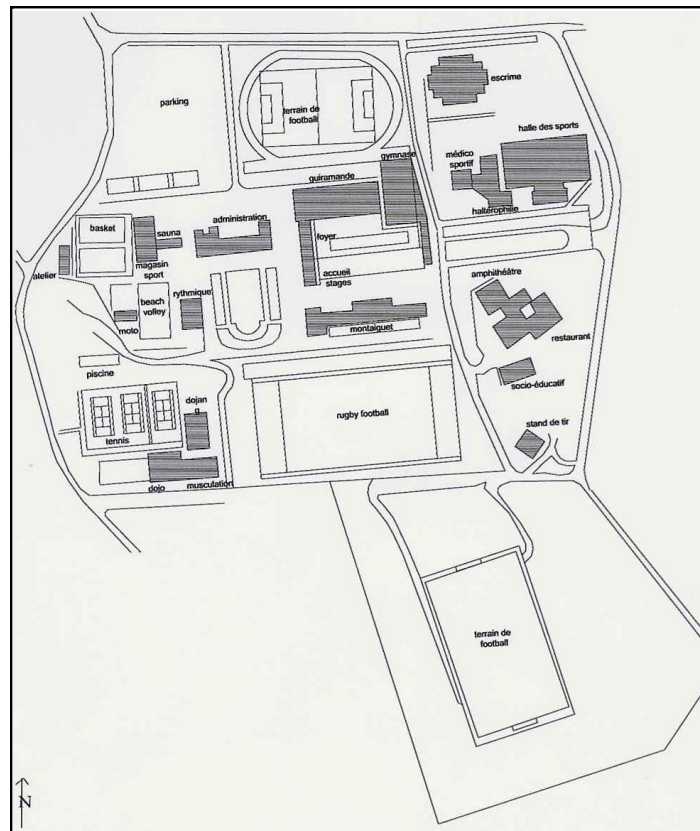 escrime
parking
terrain de
football
halle des sports
gymnase
médico
sportif
guiramande
haltérophilie
administration
basket
sauna
foyer
atelier
magasin
sport
accueil
stages
amphithéâtre
rythmique
beach
volley
moto
montaiguet
restaurant
piscine
socio-éducatif
dojan
g
rugby football
stand de tir
tennis
dojo
musculation
terrain de
football
N